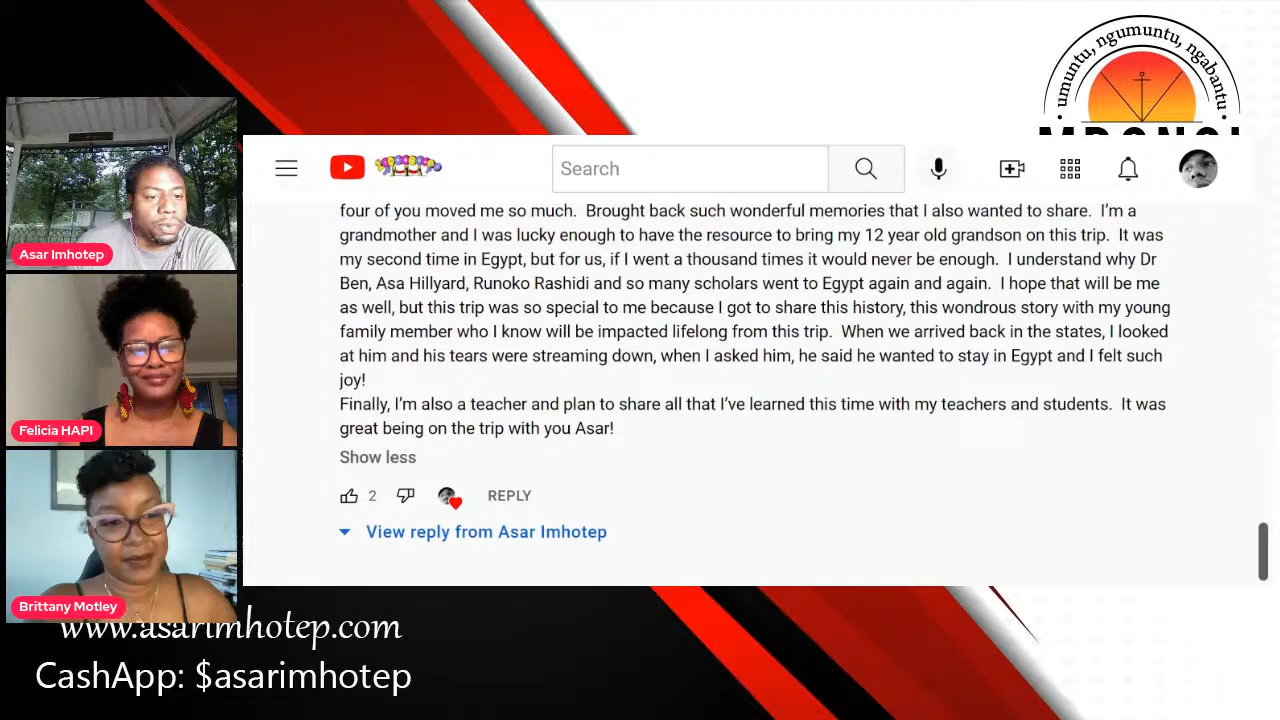 · umuntu, ngumuntu, ngabantu ·
Asar Imhotep
Felicia HAPI
Brittany Motley
Search
four of you moved me so much.  Brought back such wonderful memories that I also wanted to share.  I'm a
grandmother and I was lucky enough to have the resource to bring my 12 year old grandson on this trip.  It was
my second time in Egypt, but for us, if I went a thousand times it would never be enough.  I understand why Dr
Ben, Asa Hillyard, Runoko Rashidi and so many scholars went to Egypt again and again.  I hope that will be me
as well, but this trip was so special to me because I got to share this history, this wondrous story with my young
family member who I know will be impacted lifelong from this trip.  When we arrived back in the states, I looked
at him and his tears were streaming down, when I asked him, he said he wanted to stay in Egypt and I felt such
joy!
Finally, I'm also a teacher and plan to share all that I've learned this time with my teachers and students.  It was
great being on the trip with you Asar!
Show less
2
REPLY
View reply from Asar Imhotep
www.asarimhotep.com
CashApp: $asarimhotep